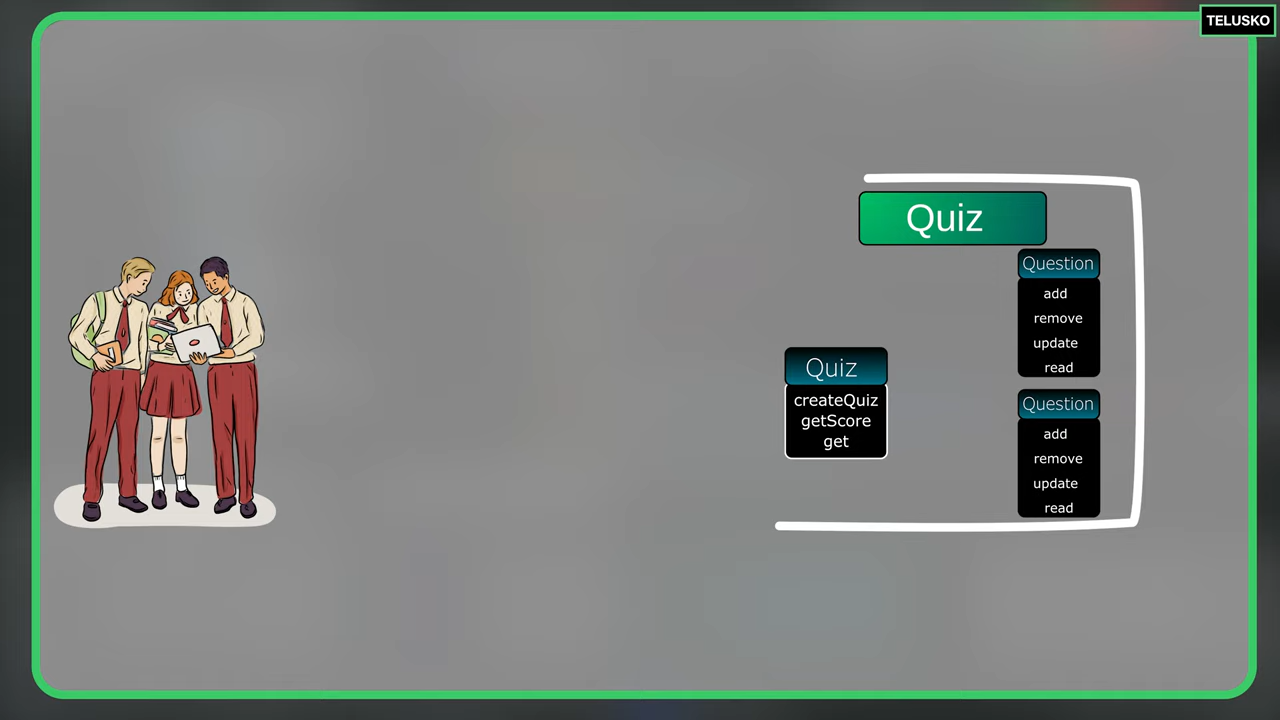 TELUSKO
Quiz
Question
add
remove
update
read
Quiz
createQuiz
getScore
get
Question
add
remove
update
read